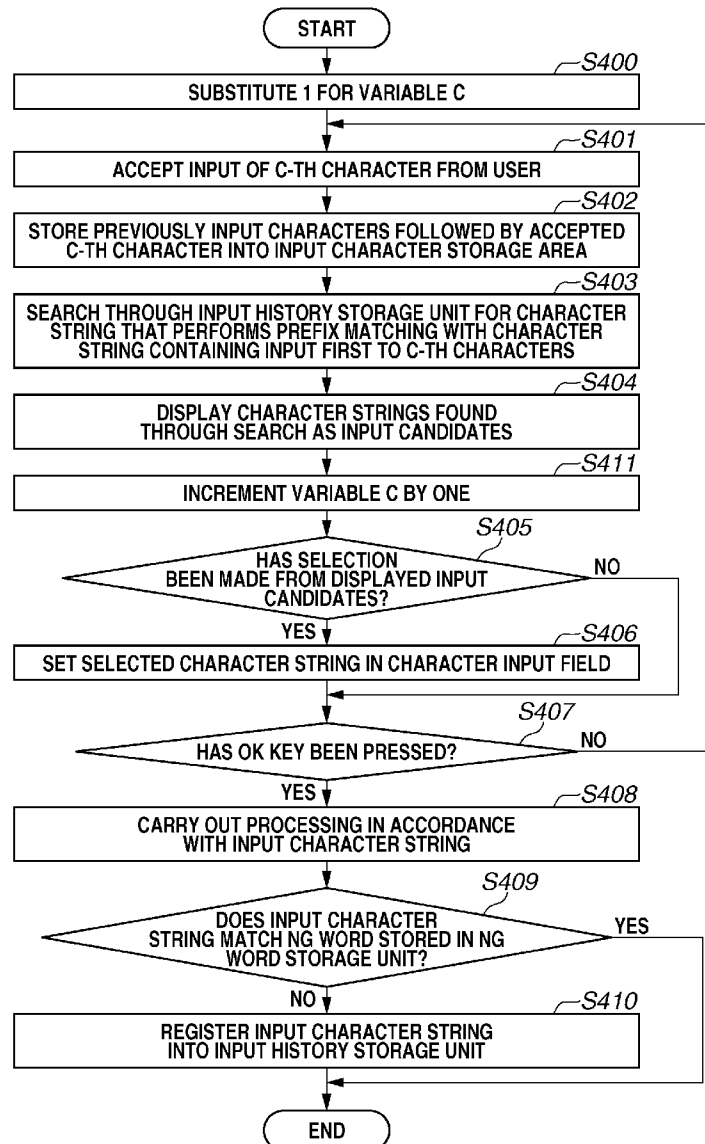 START
S400
SUBSTITUTE 1 FOR VARIABLE C
S401
ACCEPT INPUT OF C-TH CHARACTER FROM USER
S402
STORE PREVIOUSLY INPUT CHARACTERS FOLLOWED BY ACCEPTED
C-TH CHARACTER INTO INPUT CHARACTER STORAGE AREA
S403
SEARCH THROUGH INPUT HISTORY STORAGE UNIT FOR CHARACTER
STRING THAT PERFORMS PREFIX MATCHING WITH CHARACTER
STRING CONTAINING INPUT FIRST TO C-TH CHARACTERS
S404
DISPLAY CHARACTER STRINGS FOUND
THROUGH SEARCH AS INPUT CANDIDATES
S411
INCREMENT VARIABLE C BY ONE
S405
HAS SELECTION
BEEN MADE FROM DISPLAYED INPUT
CANDIDATES?
NO
YES
S406
SET SELECTED CHARACTER STRING IN CHARACTER INPUT FIELD
S407
HAS OK KEY BEEN PRESSED?
NO
YES
S408
CARRY OUT PROCESSING IN ACCORDANCE
WITH INPUT CHARACTER STRING
S409
DOES INPUT CHARACTER
STRING MATCH NG WORD STORED IN NG
WORD STORAGE UNIT?
YES
NO
S410
REGISTER INPUT CHARACTER STRING
INTO INPUT HISTORY STORAGE UNIT
END